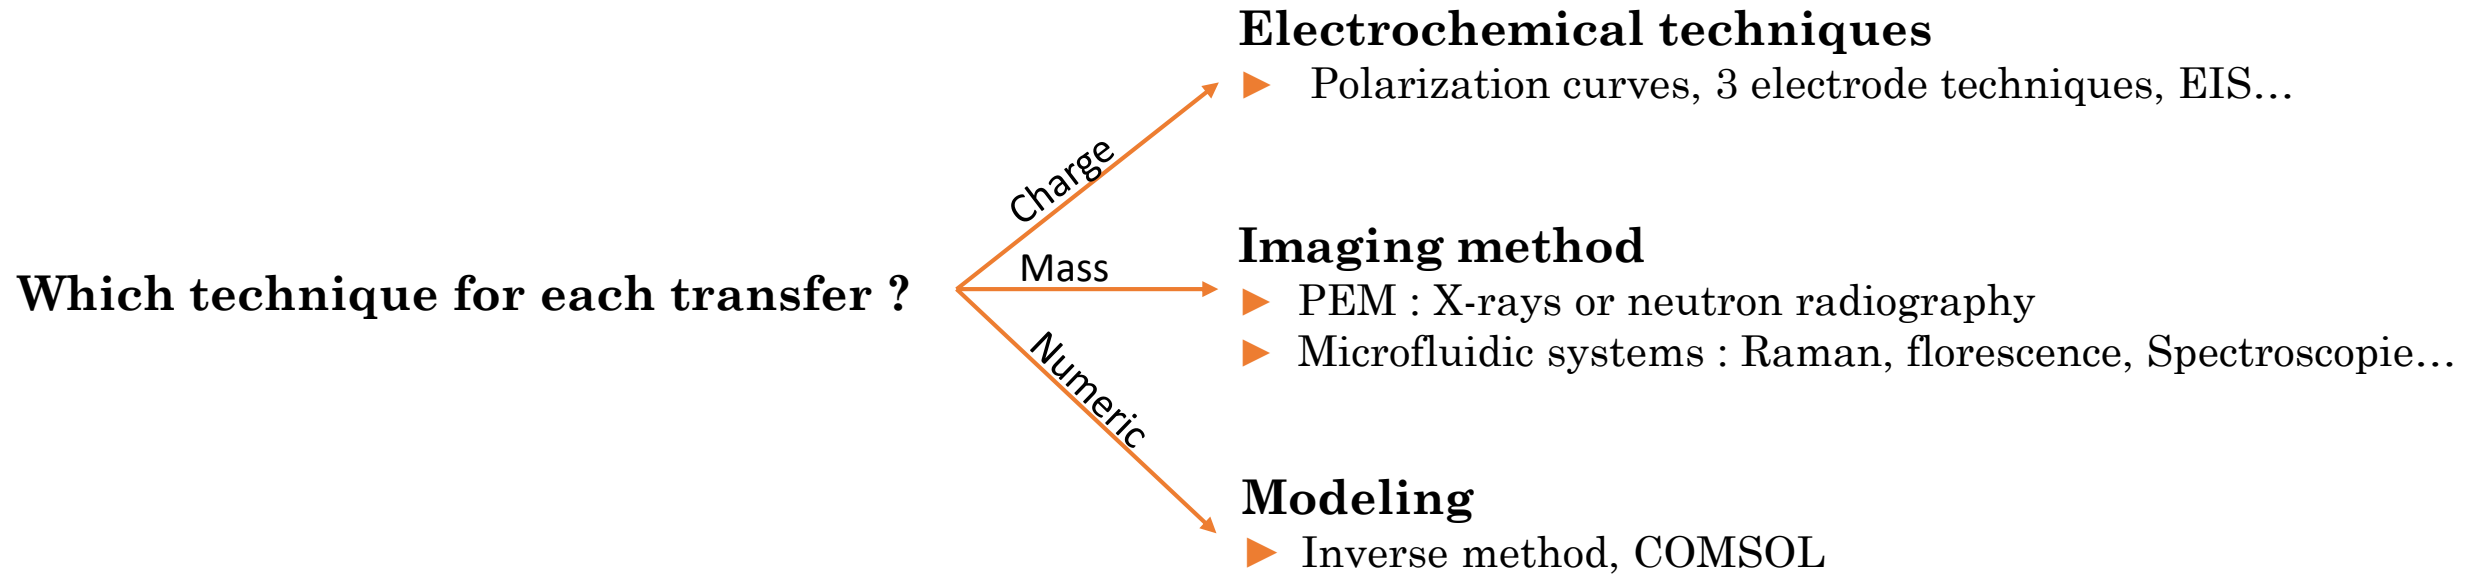 Which technique for each transfer ?
Charge
Electrochemical techniques
► Polarization curves, 3 electrode techniques, EIS…
Mass
Imaging method
► PEM : X-rays or neutron radiography
► Microfluidic systems : Raman, florescence, Spectroscopie…
Numeric
Modeling
► Inverse method, COMSOL